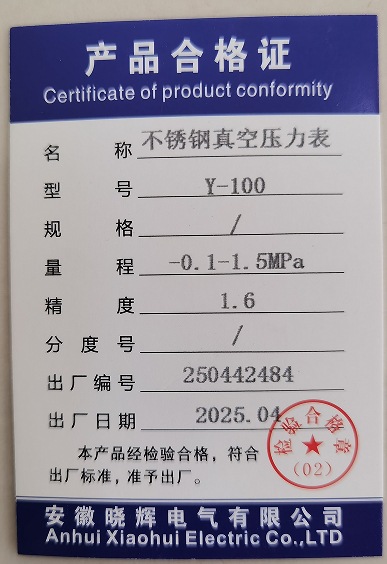 产品合格证
Certificate of product conformity
名 称 不锈钢真空压力表
型 号 Y-100
规 格 /
量 程 -0.1-1.5MPa
精 度 1.6
分 度 号 /
出厂编号 250442484
出厂日期 2025.04
本产品经检验合格，符合
出厂标准，准予出厂。
检验合格章
(02)
安徽晓辉电气有限公司
Anhui Xiaohui Electric Co.,LTD